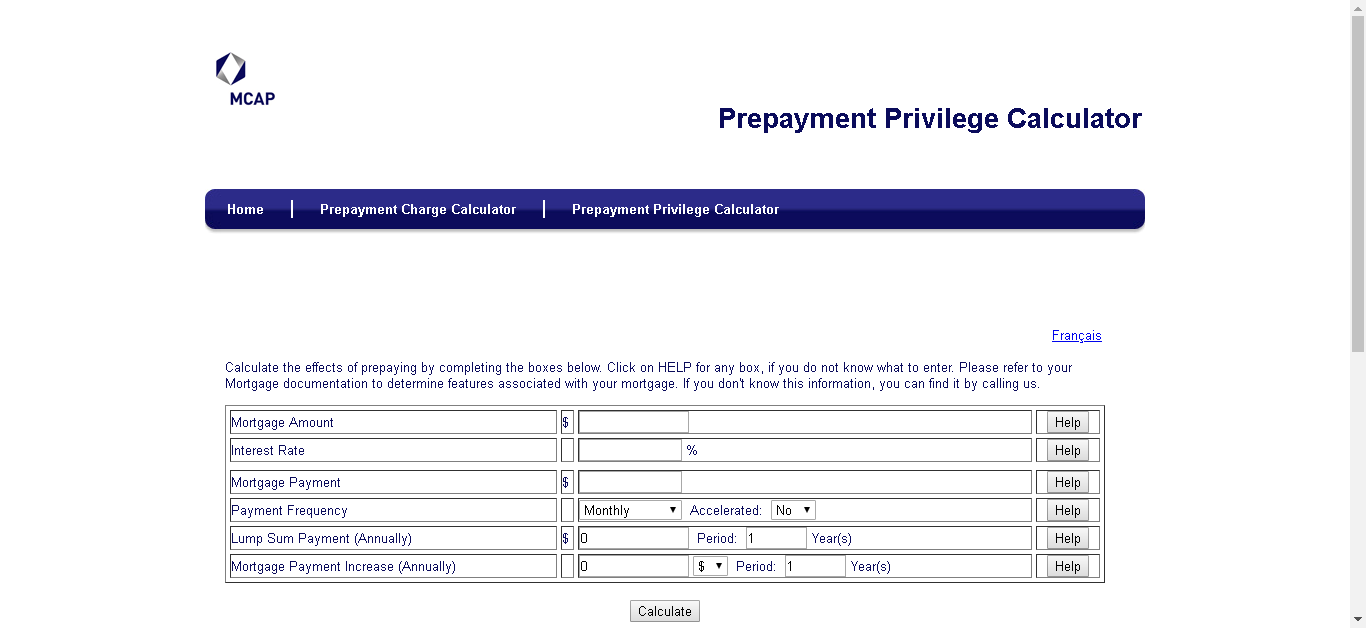 MCAP
Prepayment Privilege Calculator
Home Prepayment Charge Calculator Prepayment Privilege Calculator
Français
Calculate the effects of prepaying by completing the boxes below. Click on HELP for any box, if you do not know what to enter. Please refer to your
Mortgage documentation to determine features associated with your mortgage. If you don't know this information, you can find it by calling us.
Mortgage Amount $ Help
Interest Rate % Help
Mortgage Payment $ Help
Payment Frequency Monthly Accelerated: No Help
Lump Sum Payment (Annually) $ 0 Period: 1 Year(s) Help
Mortgage Payment Increase (Annually) 0 $ Period: 1 Year(s) Help
Calculate